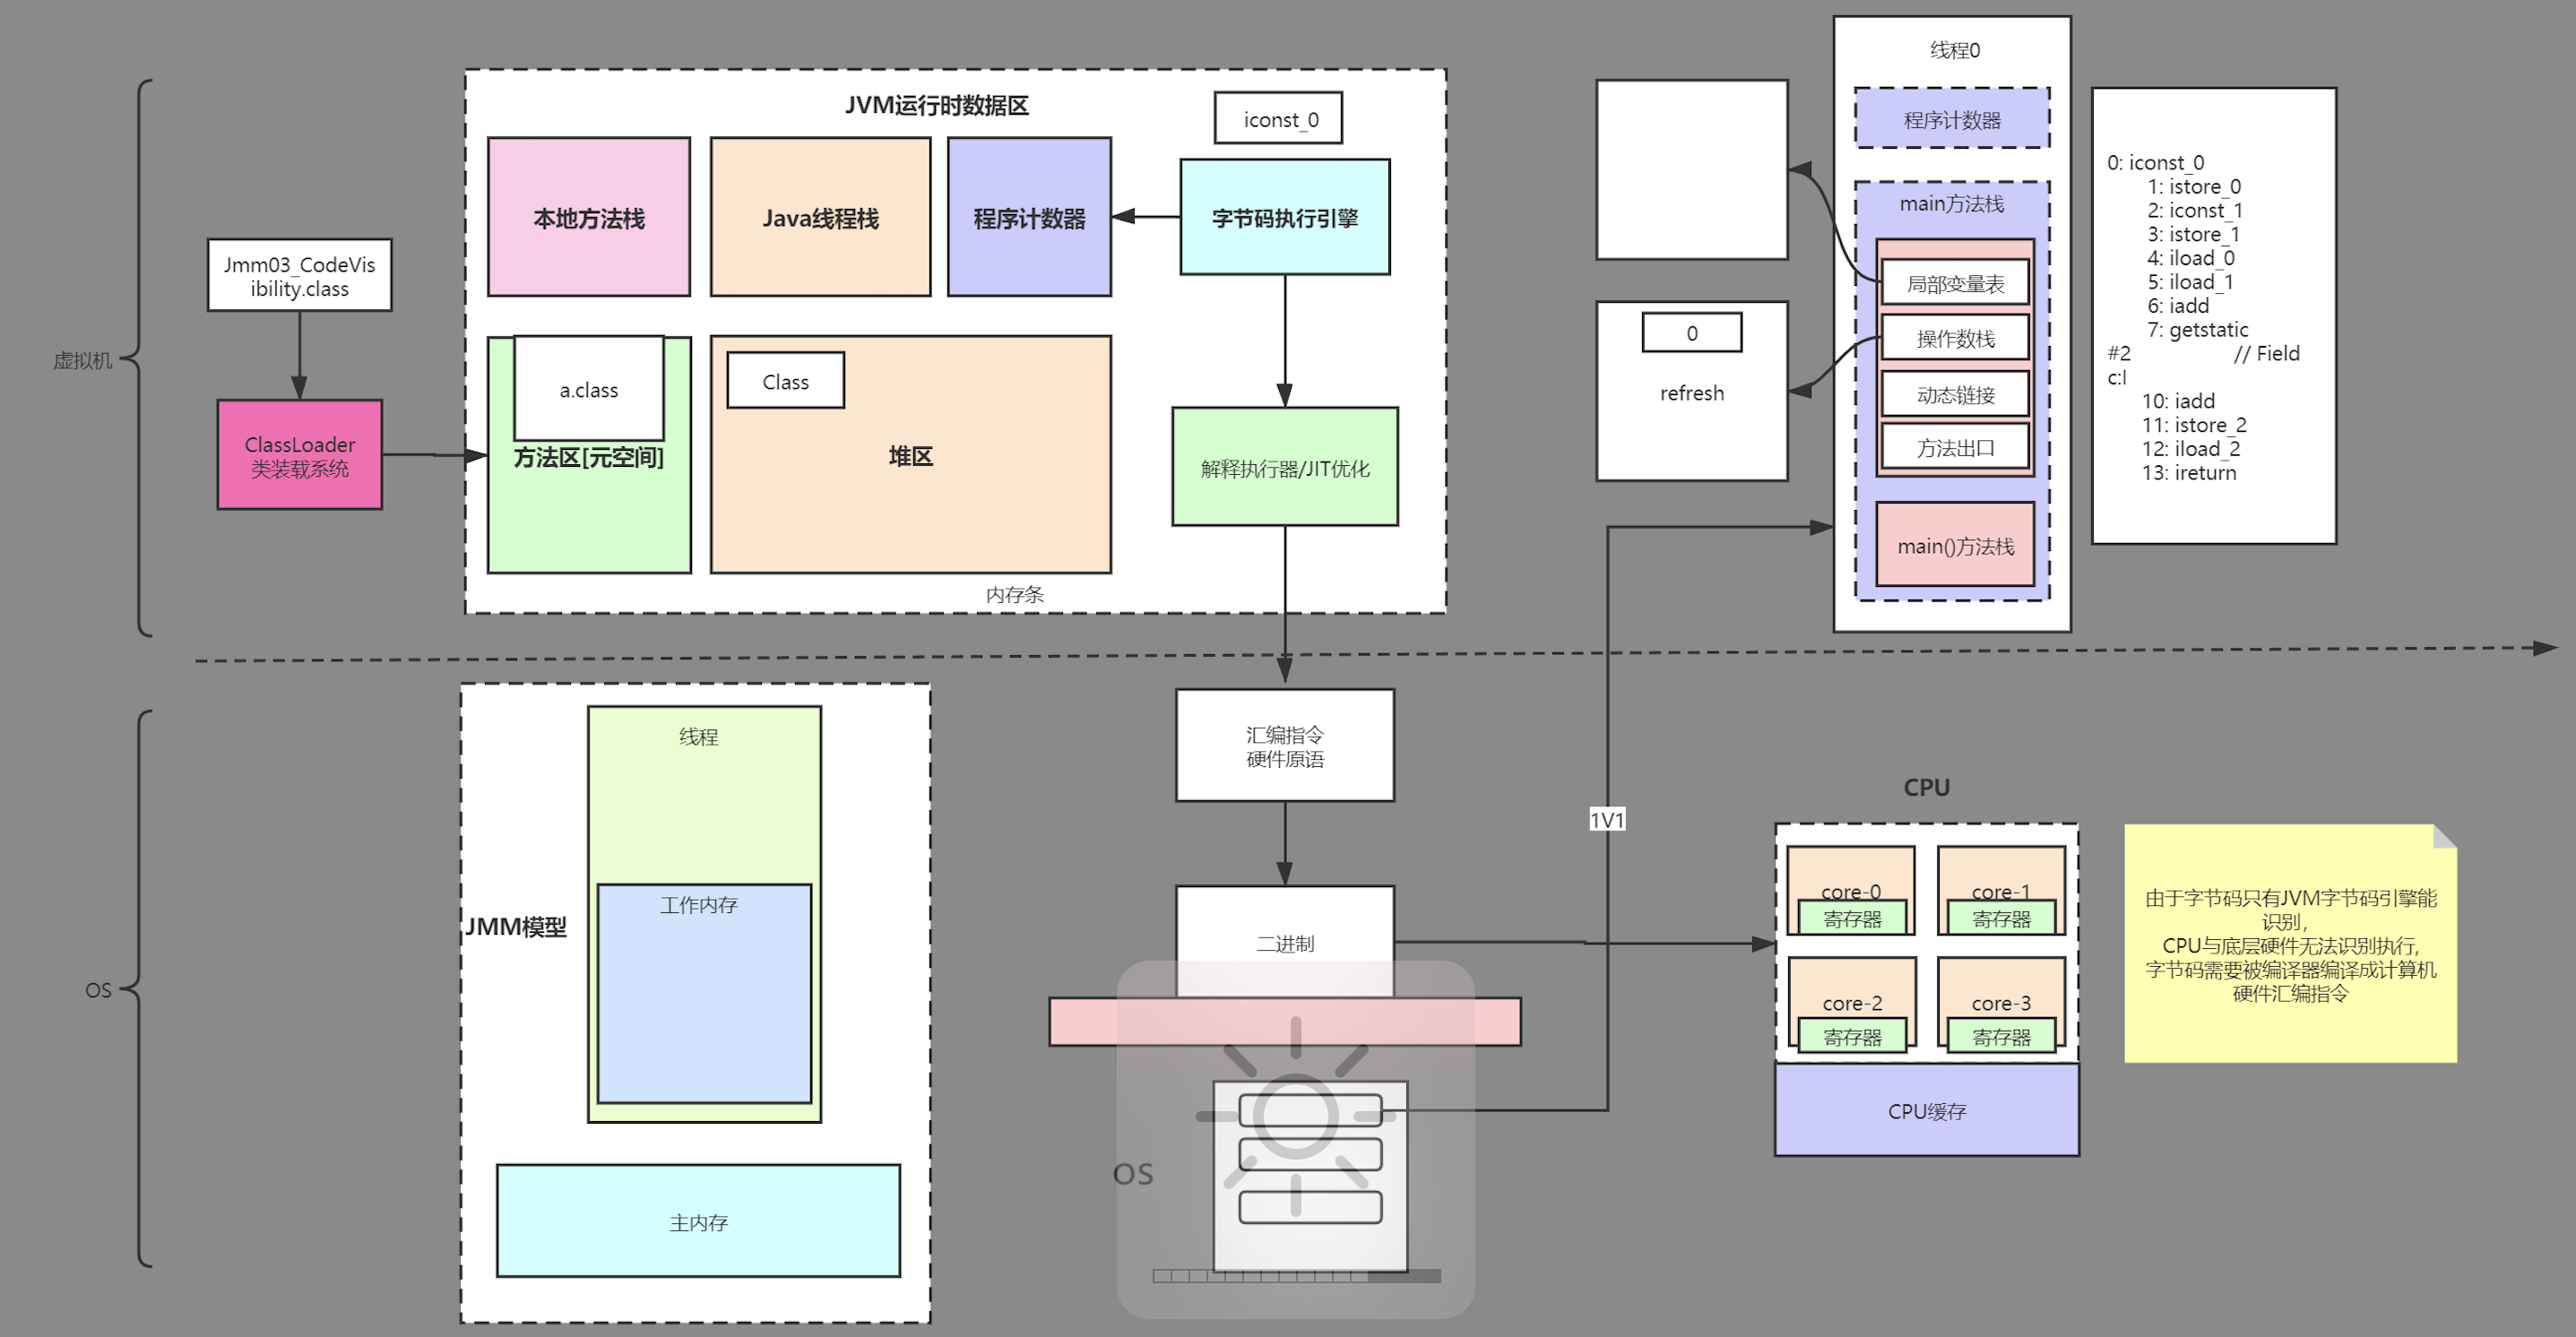 虚拟机
Jmm03_CodeVis
ibility.class
ClassLoader
类装载系统
JVM运行时数据区
iconst_0
本地方法栈
Java线程栈
程序计数器
字节码执行引擎
a.class
方法区[元空间]
Class
堆区
解释执行器/JIT优化
内存条
0
refresh
线程0
程序计数器
main方法栈
局部变量表
操作数栈
动态链接
方法出口
main()方法栈
0: iconst_0
1: istore_0
2: iconst_1
3: istore_1
4: iload_0
5: iload_1
6: iadd
7: getstatic
#2 // Field
c:I
10: iadd
11: istore_2
12: iload_2
13: ireturn
OS
JMM模型
线程
工作内存
主内存
汇编指令
硬件原语
二进制
OS
1V1
CPU
core-0
寄存器
core-1
寄存器
core-2
寄存器
core-3
寄存器
CPU缓存
由于字节码只有JVM字节码引擎能
识别，
CPU与底层硬件无法识别执行,
字节码需要被编译器编译成计算机
硬件汇编指令